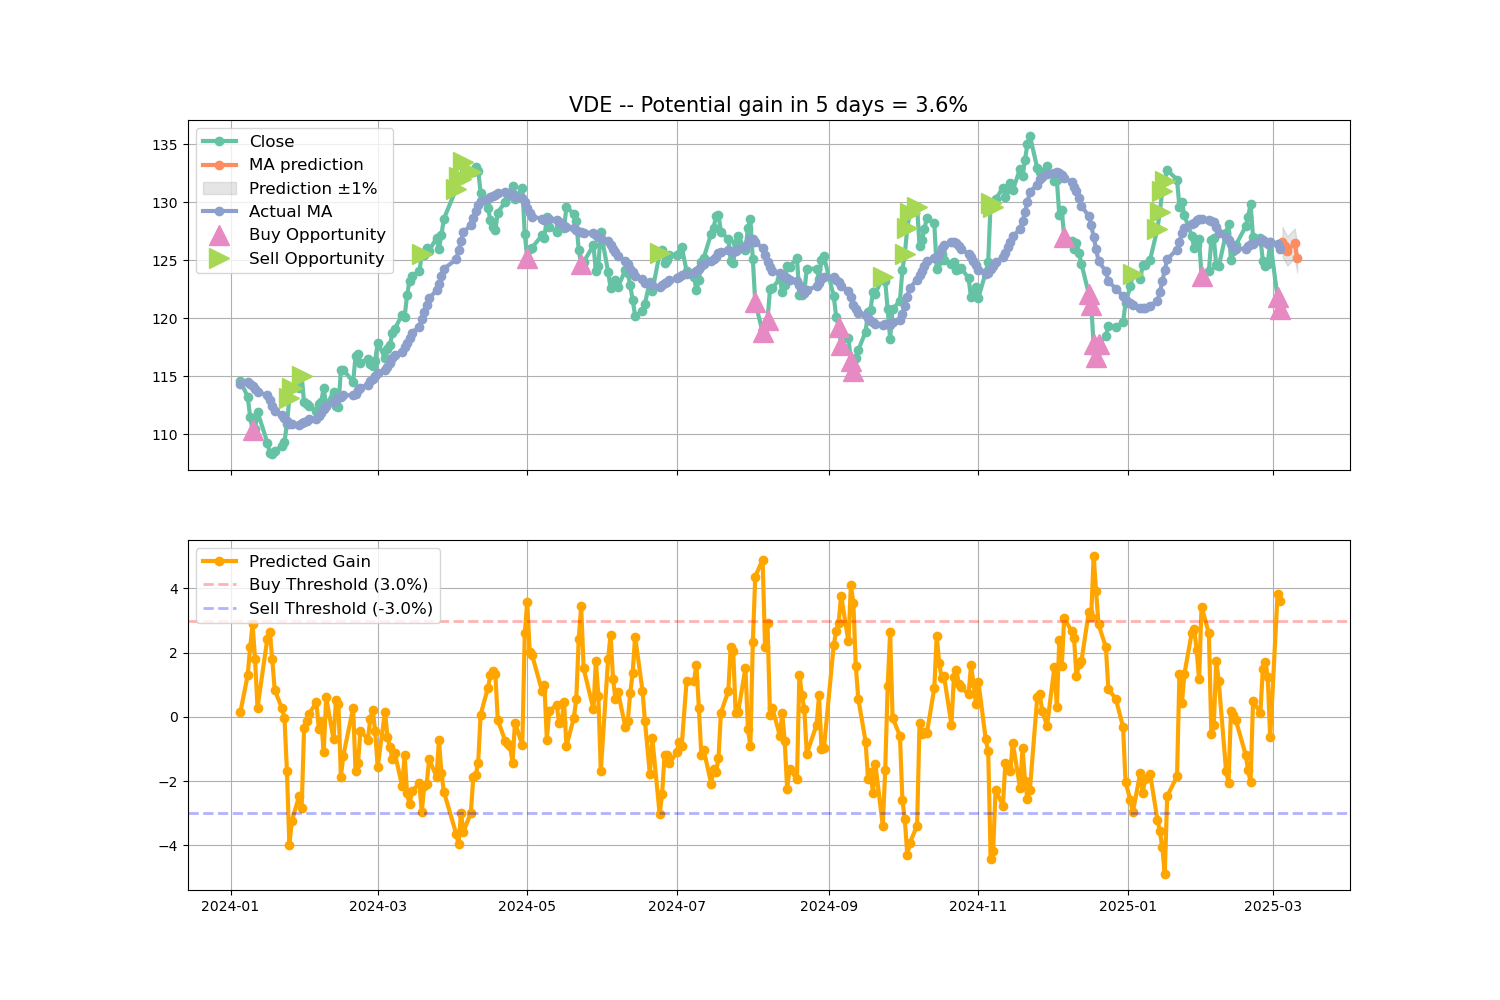 VDE -- Potential gain in 5 days = 3.6%
Close
MA prediction
Prediction ±1%
Actual MA
Buy Opportunity
Sell Opportunity
135
130
125
120
115
110
Predicted Gain
Buy Threshold (3.0%)
Sell Threshold (-3.0%)
4
2
0
−2
−4
2024-01
2024-03
2024-05
2024-07
2024-09
2024-11
2025-01
2025-03